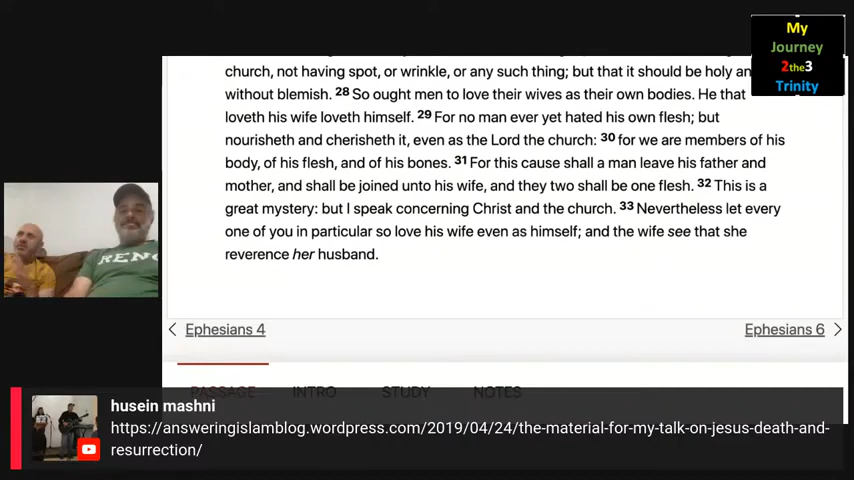 My
Journey
2the3
Trinity
church, not having spot, or wrinkle, or any such thing; but that it should be holy an
without blemish. 28 So ought men to love their wives as their own bodies. He that
loveth his wife loveth himself. 29 For no man ever yet hated his own flesh; but
nourisheth and cherisheth it, even as the Lord the church: 30 for we are members of his
body, of his flesh, and of his bones. 31 For this cause shall a man leave his father and
mother, and shall be joined unto his wife, and they two shall be one flesh. 32 This is a
great mystery: but I speak concerning Christ and the church. 33 Nevertheless let every
one of you in particular so love his wife even as himself; and the wife see that she
reverence her husband.
RENO
Ephesians 4
Ephesians 6
PASSAGE INTRO STUDY NOTES
husein mashni
https://answeringislamblog.wordpress.com/2019/04/24/the-material-for-my-talk-on-jesus-death-and-
resurrection/